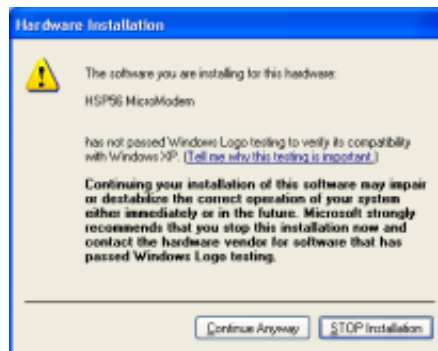 Hardware Installation
The software you are installing for this hardware:
HSP56 MicroModem
has not passed Windows Logo testing to verify its compatibility
with Windows XP. (Tell me why this testing is important.)
Continuing your installation of this software may impair
or destabilize the correct operation of your system
either immediately or in the future. Microsoft strongly
recommends that you stop this installation now and
contact the hardware vendor for software that has
passed Windows Logo testing.
Continue Anyway
STOP Installation